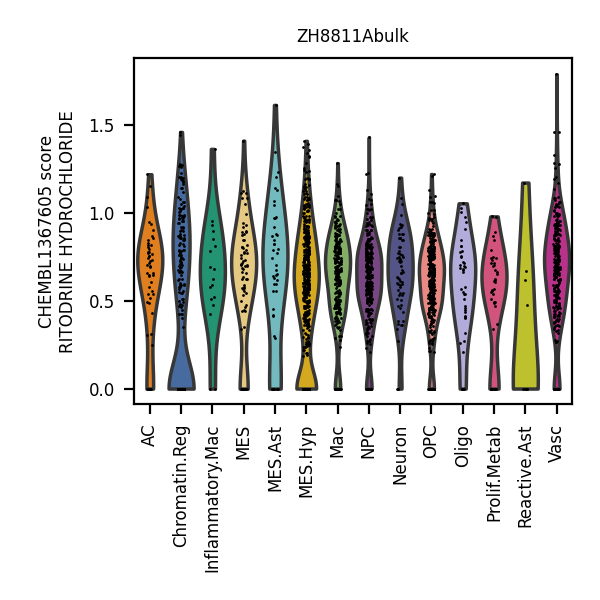 ZH8811Abulk
CHEMBL1367605 score
RITODRINE HYDROCHLORIDE
1.5
1.0
0.5
0.0
AC
Chromatin.Reg
Inflammatory.Mac
MES
MES.Ast
MES.Hyp
Mac
NPC
Neuron
OPC
Oligo
Prolif.Metab
Reactive.Ast
Vasc